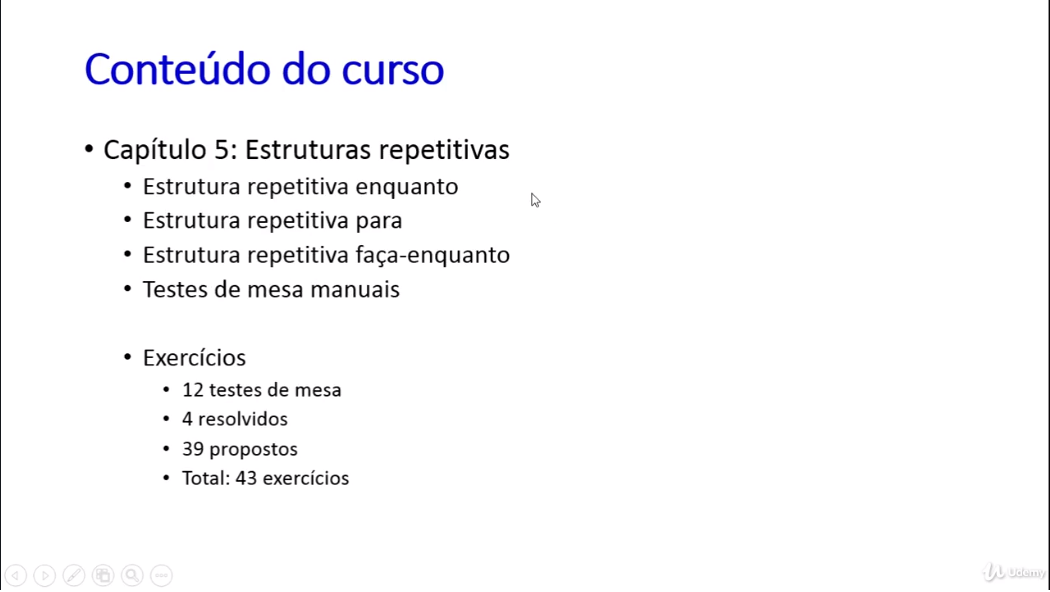 Conteúdo do curso
• Capítulo 5: Estruturas repetitivas
• Estrutura repetitiva enquanto
• Estrutura repetitiva para
• Estrutura repetitiva faça-enquanto
• Testes de mesa manuais
• Exercícios
• 12 testes de mesa
• 4 resolvidos
• 39 propostos
• Total: 43 exercícios
Udemy